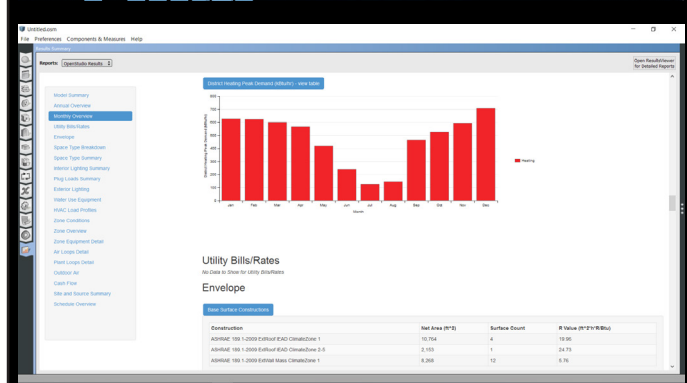 Untitled.osm
File Preferences Components & Measures Help
Results Summary
Reports: OpenStudio Results
Open ResultsViewer
for Detailed Reports
Model Summary
Annual Overview
Monthly Overview
Utility Bills/Rates
Envelope
Space Type Breakdown
Space Type Summary
Interior Lighting Summary
Plug Loads Summary
Exterior Lighting
Water Use Equipment
HVAC Load Profiles
Zone Conditions
Zone Overview
Zone Equipment Detail
Air Loops Detail
Plant Loops Detail
Outdoor Air
Cash Flow
Site and Source Summary
Schedule Overview
District Heating Peak Demand (kBtu/hr) - view table
District Heating Peak Demand (kBtu/hr)
800
700
600
500
400
300
200
100
0
Jan Feb Mar Apr May Jun Jul Aug Sep Oct Nov Dec
Month
Heating
Utility Bills/Rates
No Data to Show for Utility Bills/Rates
Envelope
Base Surface Constructions
Construction Net Area (ft^2) Surface Count R Value (ft^2*h*R/Btu)
ASHRAE 189.1-2009 ExtRoof IEAD ClimateZone 1 10,764 4 19.96
ASHRAE 189.1-2009 ExtRoof IEAD ClimateZone 2-5 2,153 1 24.73
ASHRAE 189.1-2009 ExtWall Mass ClimateZone 1 8,268 12 5.76